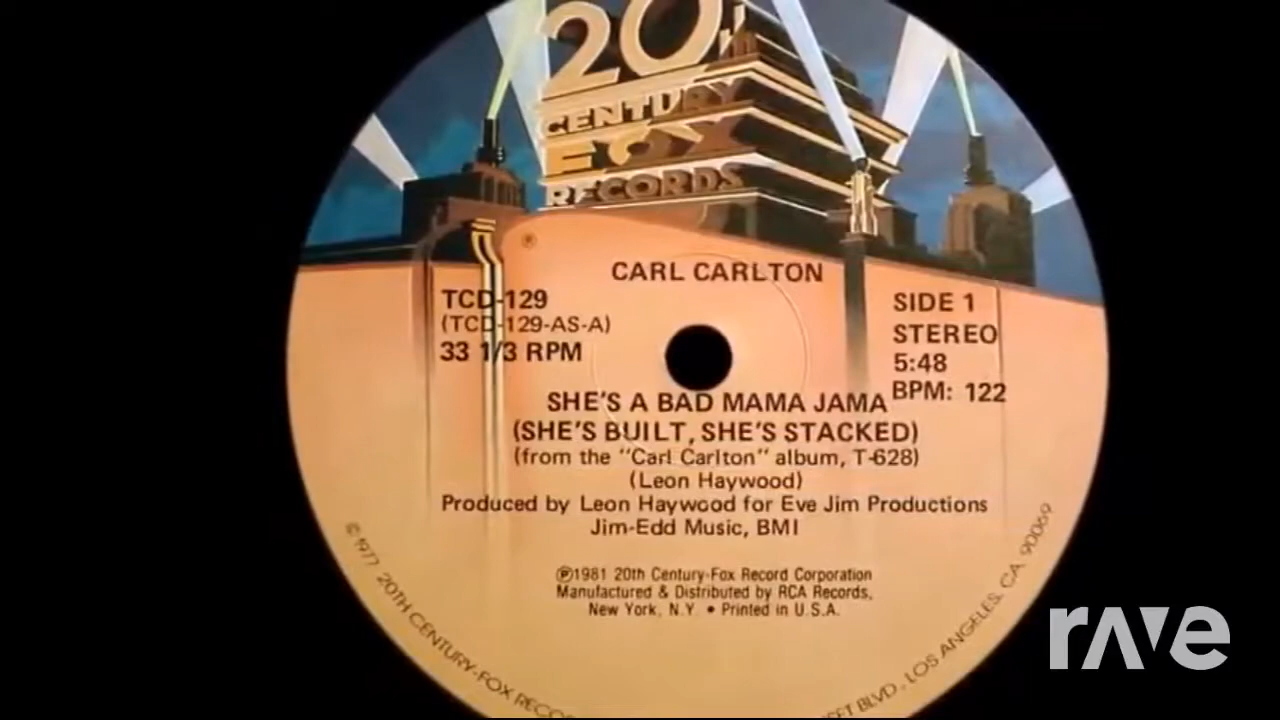 20th
CENTURY
FOX
RECORDS
®
CARL CARLTON
TCD-129
(TCD-129-AS-A)
33 1/3 RPM
SIDE 1
STEREO
5:48
BPM: 122
SHE'S A BAD MAMA JAMA
(SHE'S BUILT, SHE'S STACKED)
(from the "Carl Carlton" album, T-628)
(Leon Haywood)
Produced by Leon Haywood for Eve Jim Productions
Jim-Edd Music, BMI
℗1981 20th Century-Fox Record Corporation
Manufactured & Distributed by RCA Records,
New York, N.Y. • Printed in U.S.A.
©1977 20TH CENTURY-FOX
BLVD., LOS ANGELES, CA 90069
rave